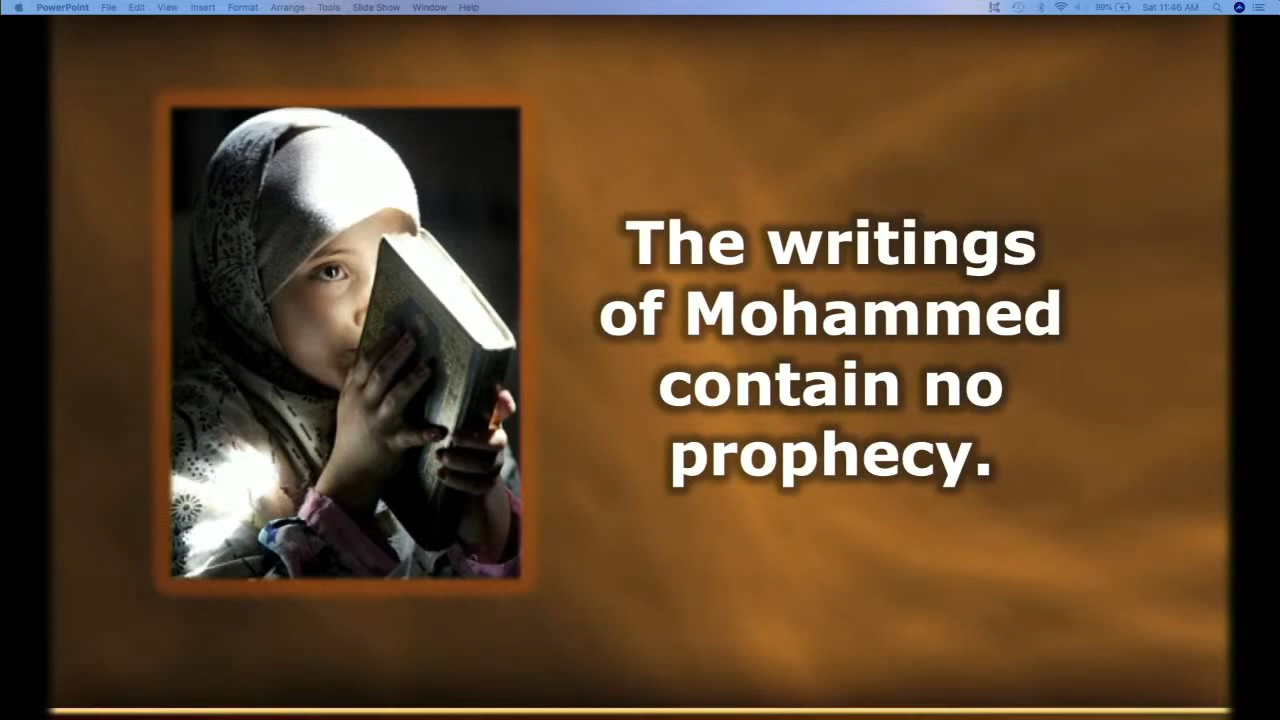 PowerPoint File Edit View Insert Format Arrange Tools Slide Show Window Help 99% Sat 11:46 AM
The writings
of Mohammed
contain no
prophecy.